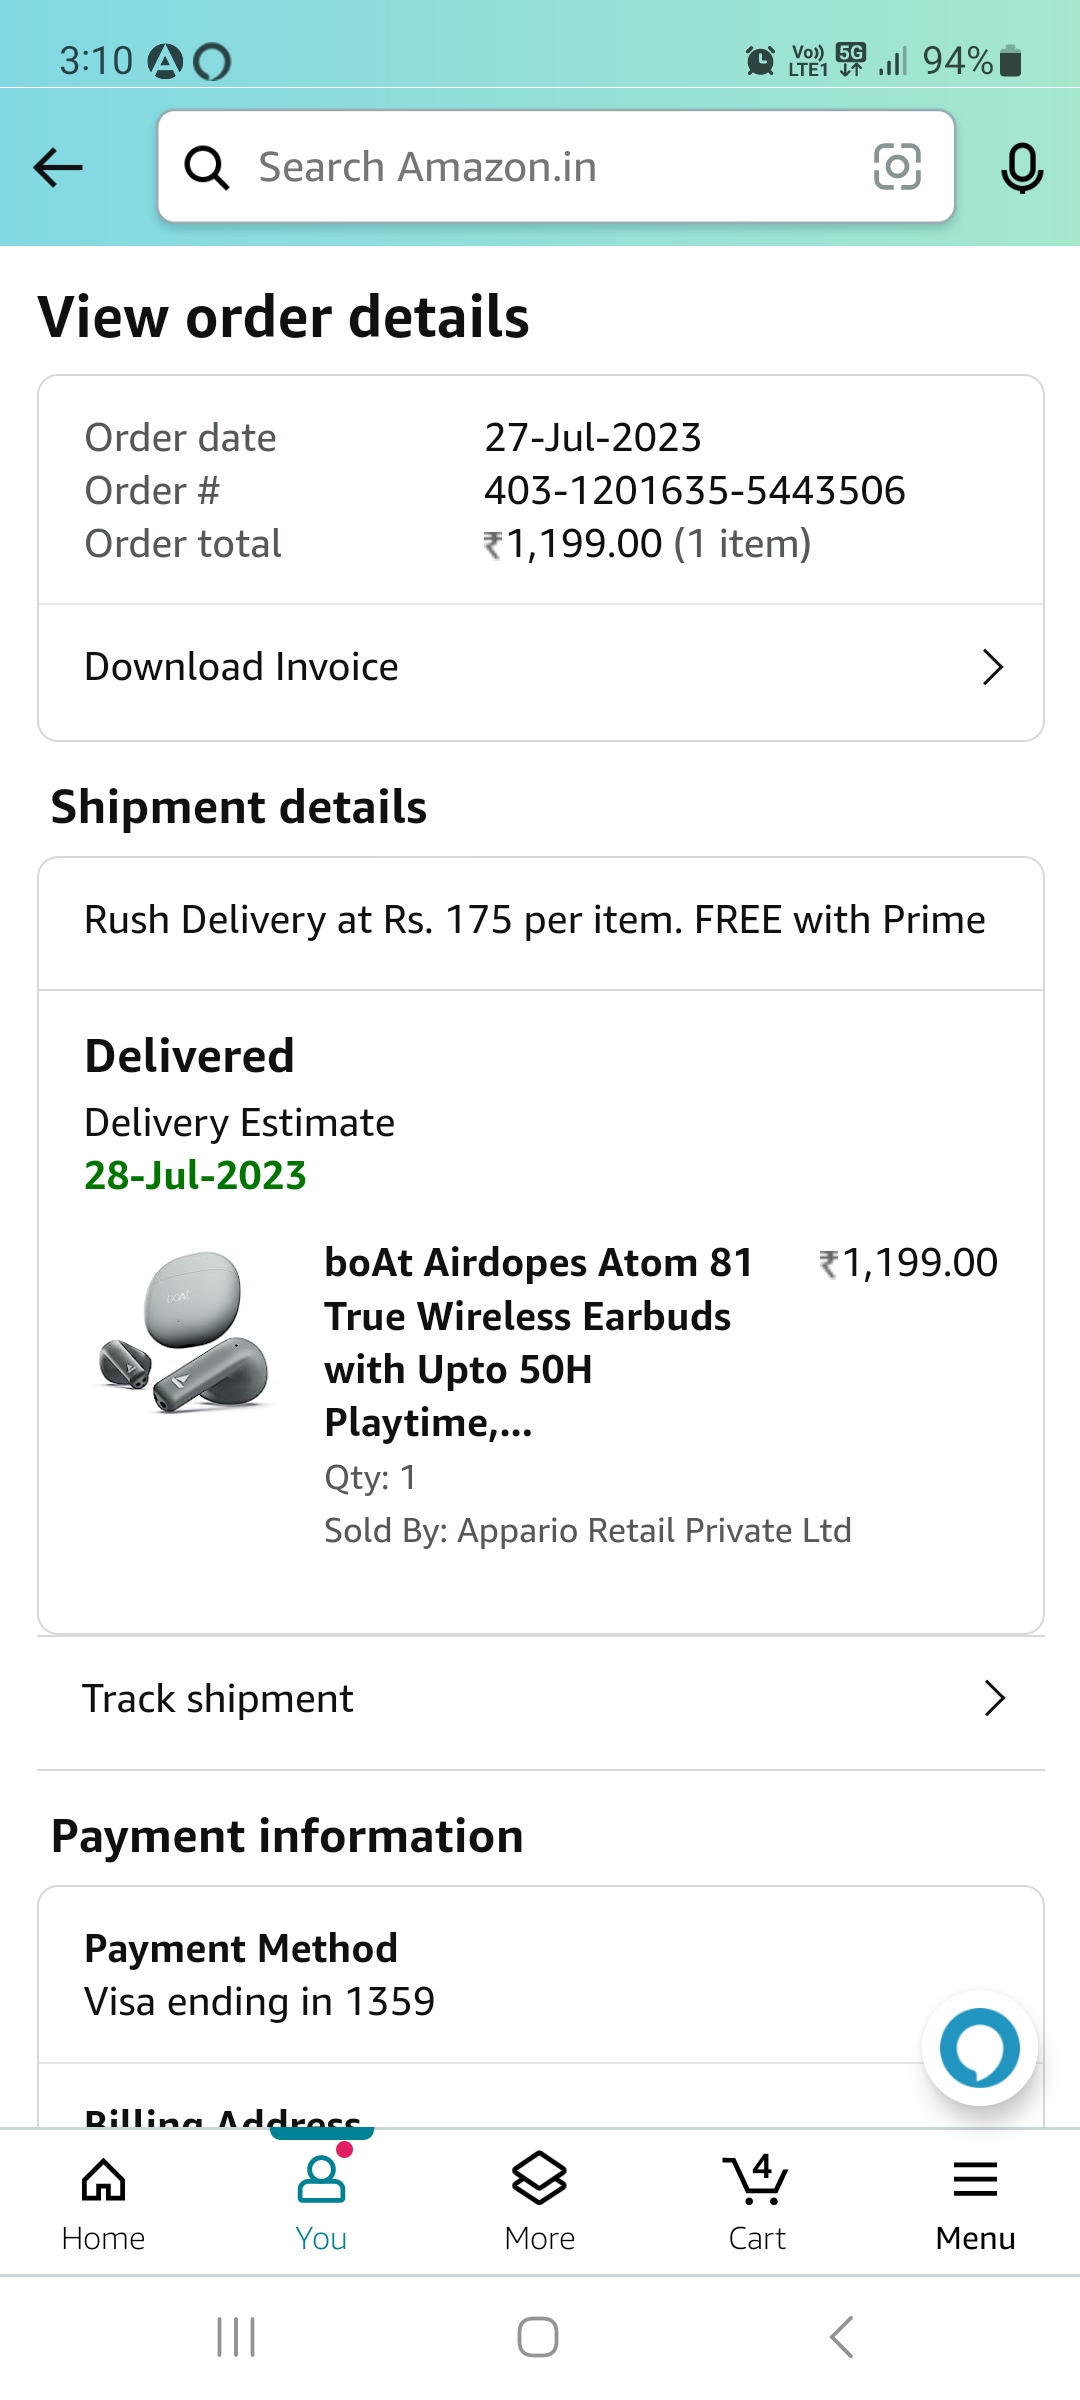 3:10 Vo)) LTE1 5G 94%
Search Amazon.in
View order details
Order date 27-Jul-2023
Order # 403-1201635-5443506
Order total ₹1,199.00 (1 item)
Download Invoice
Shipment details
Rush Delivery at Rs. 175 per item. FREE with Prime
Delivered
Delivery Estimate
28-Jul-2023
boAt
boAt Airdopes Atom 81 ₹1,199.00
True Wireless Earbuds
with Upto 50H
Playtime,...
Qty: 1
Sold By: Appario Retail Private Ltd
Track shipment
Payment information
Payment Method
Visa ending in 1359
Billing Address
4
Home You More Cart Menu